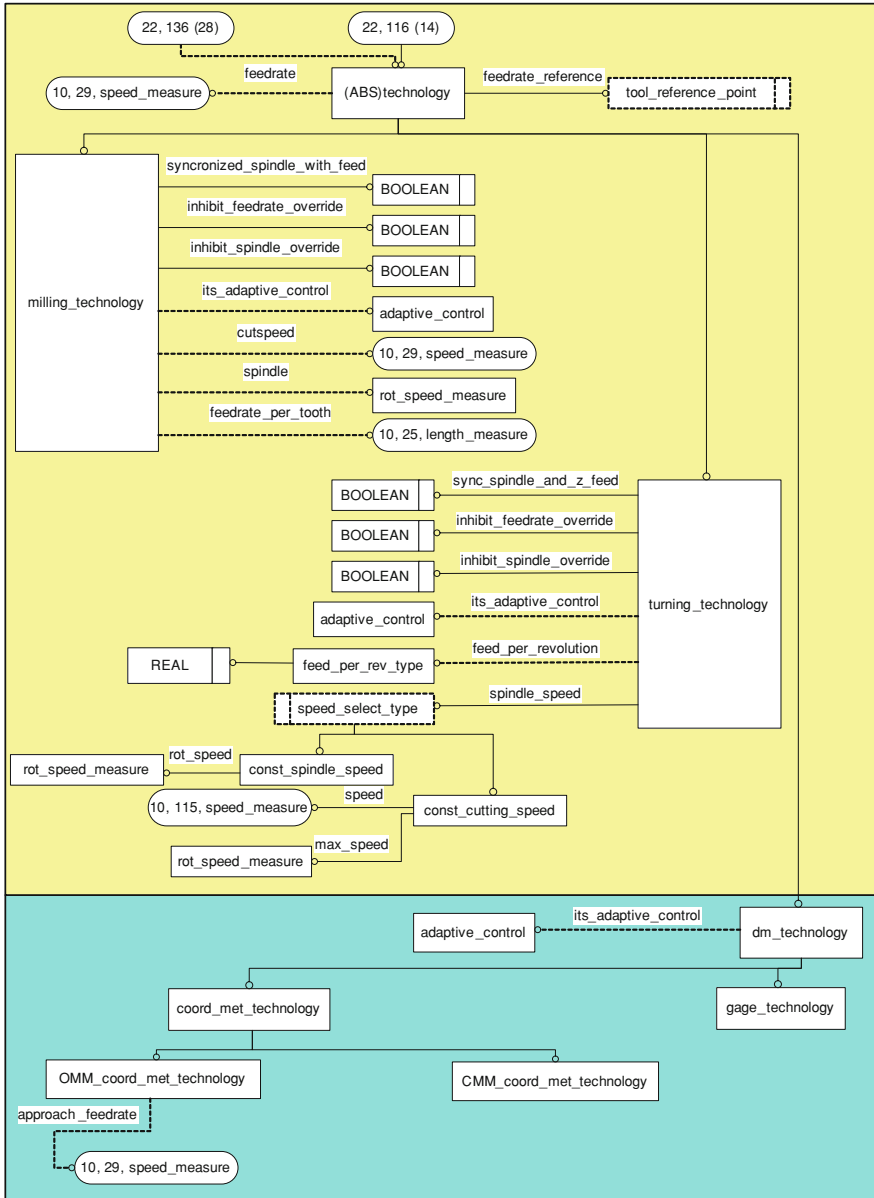 22, 136 (28)
22, 116 (14)
feedrate
feedrate_reference
10, 29, speed_measure
(ABS)technology
tool_reference_point
syncronized_spindle_with_feed
BOOLEAN
inhibit_feedrate_override
BOOLEAN
inhibit_spindle_override
BOOLEAN
milling_technology
its_adaptive_control
adaptive_control
cutspeed
10, 29, speed_measure
spindle
rot_speed_measure
feedrate_per_tooth
10, 25, length_measure
sync_spindle_and_z_feed
BOOLEAN
inhibit_feedrate_override
BOOLEAN
inhibit_spindle_override
BOOLEAN
turning_technology
its_adaptive_control
adaptive_control
feed_per_revolution
REAL
feed_per_rev_type
spindle_speed
speed_select_type
rot_speed
rot_speed_measure
const_spindle_speed
speed
10, 115, speed_measure
const_cutting_speed
max_speed
rot_speed_measure
its_adaptive_control
adaptive_control
dm_technology
coord_met_technology
gage_technology
OMM_coord_met_technology
CMM_coord_met_technology
approach_feedrate
10, 29, speed_measure